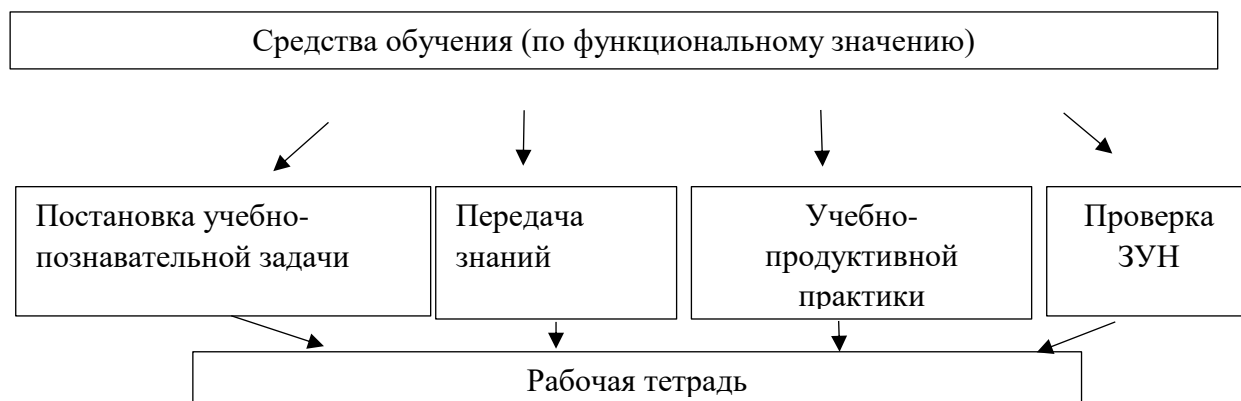 Средства обучения (по функциональному значению)
Постановка учебно-
познавательной задачи
Передача
знаний
Учебно-
продуктивной
практики
Проверка
ЗУН
Рабочая тетрадь